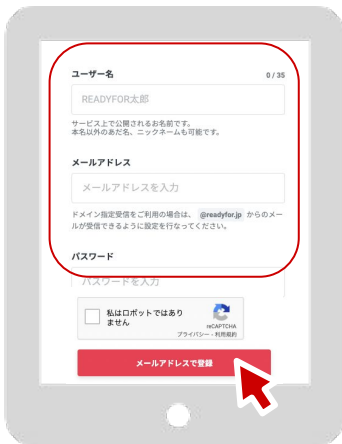 ユーザー名 0 / 35
READYFOR太郎
サービス上で公開されるお名前です。
本名以外のあだ名、ニックネームも可能です。
メールアドレス
メールアドレスを入力
ドメイン指定受信をご利用の場合は、 @readyfor.jp からのメー
ルが受信できるように設定を行なってください。
パスワード
パスワードを入力
私はロボットではあり
ません
reCAPTCHA
プライバシー - 利用規約
メールアドレスで登録